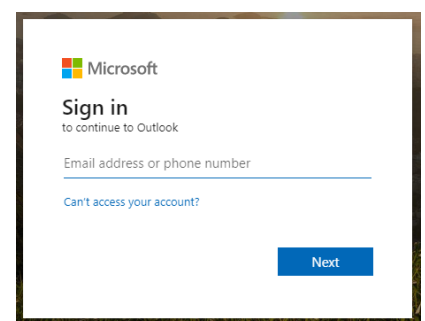 Microsoft
Sign in
to continue to Outlook
Email address or phone number
Can't access your account?
Next